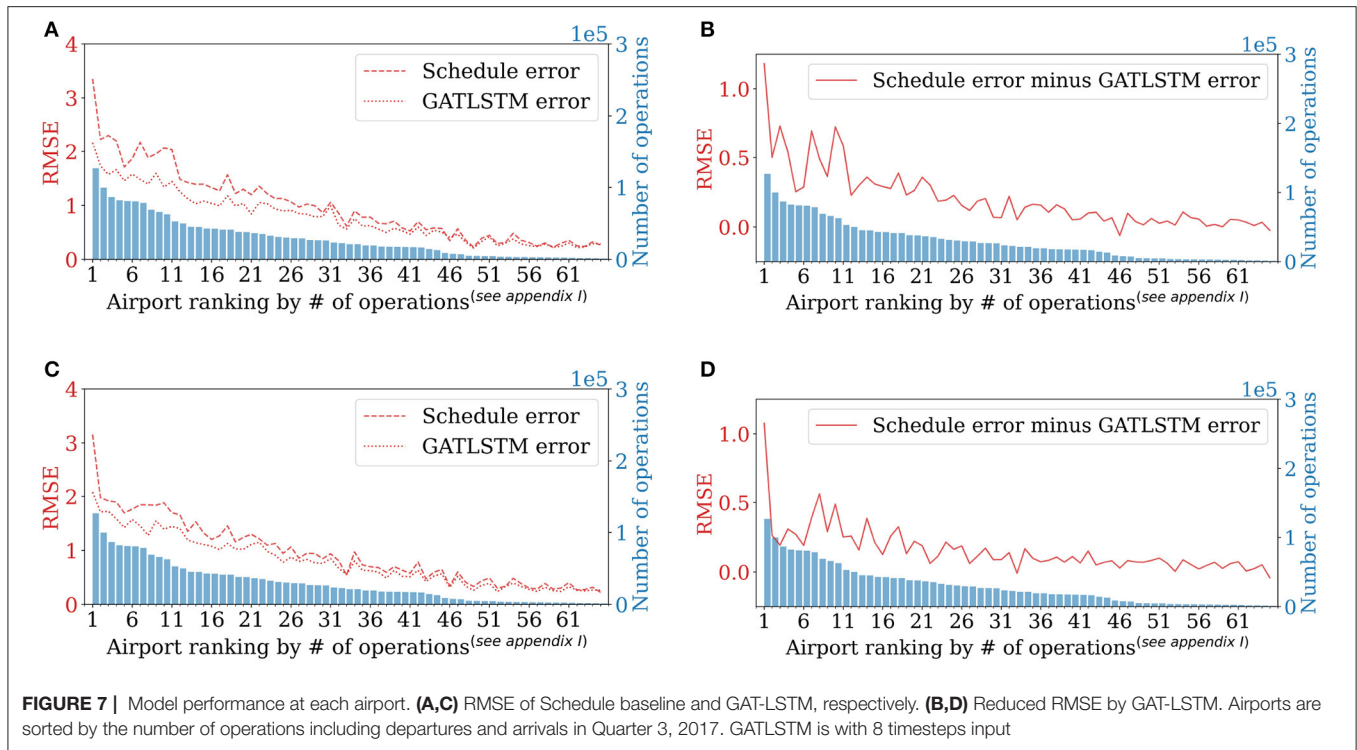 A
1e5
4
3
2
1
0
RMSE
Schedule error
GATLSTM error
3
2
1
0
Number of operations
1 6 11 16 21 26 31 36 41 46 51 56 61
Airport ranking by # of operations(see appendix I)
B
1e5
1.0
0.5
0.0
RMSE
Schedule error minus GATLSTM error
3
2
1
0
Number of operations
1 6 11 16 21 26 31 36 41 46 51 56 61
Airport ranking by # of operations(see appendix I)
C
1e5
4
3
2
1
0
RMSE
Schedule error
GATLSTM error
3
2
1
0
Number of operations
1 6 11 16 21 26 31 36 41 46 51 56 61
Airport ranking by # of operations(see appendix I)
D
1e5
1.0
0.5
0.0
RMSE
Schedule error minus GATLSTM error
3
2
1
0
Number of operations
1 6 11 16 21 26 31 36 41 46 51 56 61
Airport ranking by # of operations(see appendix I)
FIGURE 7 | Model performance at each airport. (A,C) RMSE of Schedule baseline and GAT-LSTM, respectively. (B,D) Reduced RMSE by GAT-LSTM. Airports are
sorted by the number of operations including departures and arrivals in Quarter 3, 2017. GATLSTM is with 8 timesteps input